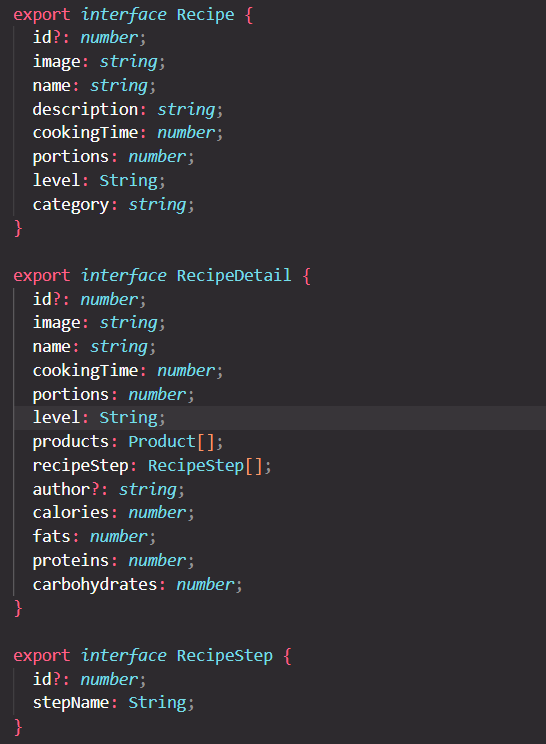 export interface Recipe {
id?: number;
image: string;
name: string;
description: string;
cookingTime: number;
portions: number;
level: String;
category: string;
}
export interface RecipeDetail {
id?: number;
image: string;
name: string;
cookingTime: number;
portions: number;
level: String;
products: Product[];
recipeStep: RecipeStep[];
author?: string;
calories: number;
fats: number;
proteins: number;
carbohydrates: number;
}
export interface RecipeStep {
id?: number;
stepName: String;
}